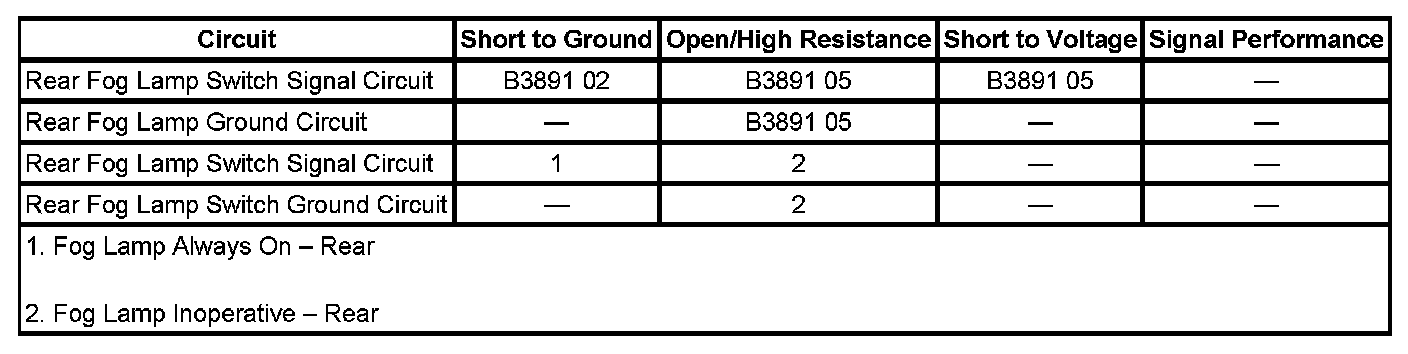 Circuit Short to Ground Open/High Resistance Short to Voltage Signal Performance
Rear Fog Lamp Switch Signal Circuit B3891 02 B3891 05 B3891 05 —
Rear Fog Lamp Ground Circuit — B3891 05 — —
Rear Fog Lamp Switch Signal Circuit 1 2 — —
Rear Fog Lamp Switch Ground Circuit — 2 — —
1. Fog Lamp Always On – Rear
2. Fog Lamp Inoperative – Rear